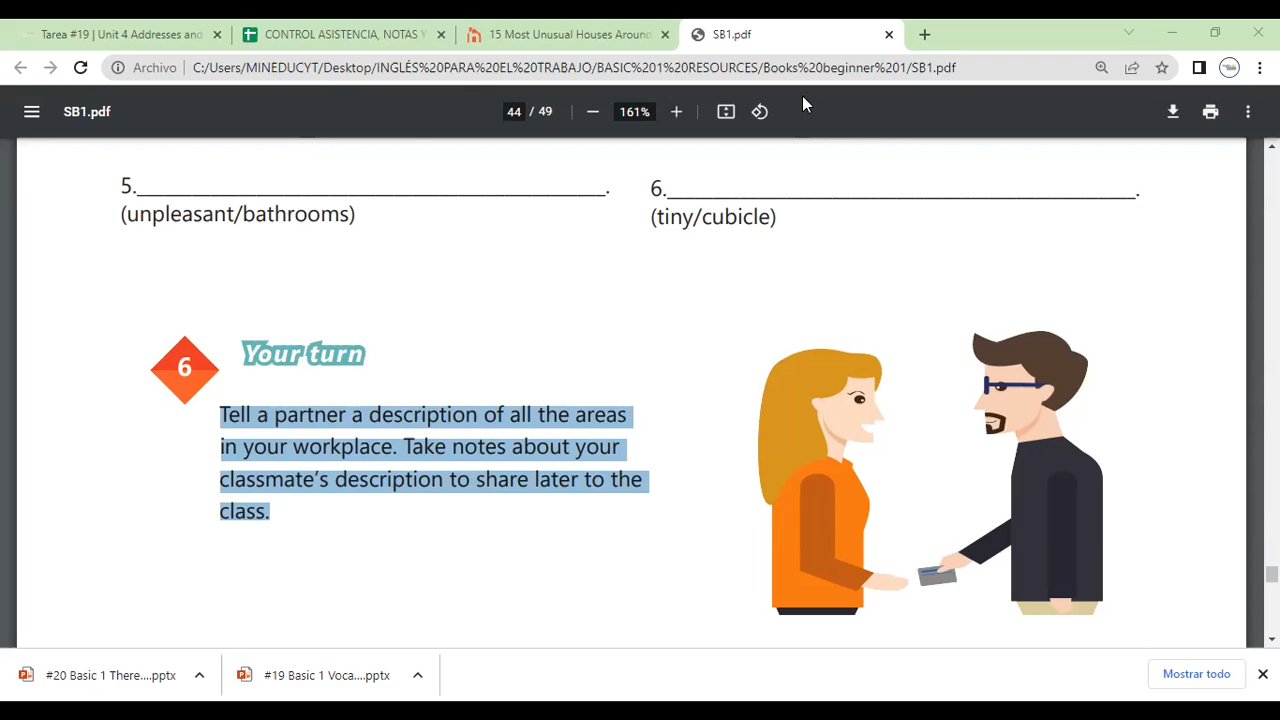 Tarea #19 | Unit 4 Addresses and
CONTROL ASISTENCIA, NOTAS Y
15 Most Unusual Houses Around
SB1.pdf
Archivo
C:/Users/MINEDUCYT/Desktop/INGLÉS%20PARA%20EL%20TRABAJO/BASIC%201%20RESOURCES/Books%20beginner%201/SB1.pdf
SB1.pdf
44 / 49
161%
5.________________________________________.
6.________________________________________.
(unpleasant/bathrooms)
(tiny/cubicle)
6
Your turn
Tell a partner a description of all the areas
in your workplace. Take notes about your
classmate's description to share later to the
class.
#20 Basic 1 There....pptx
#19 Basic 1 Voca....pptx
Mostrar todo